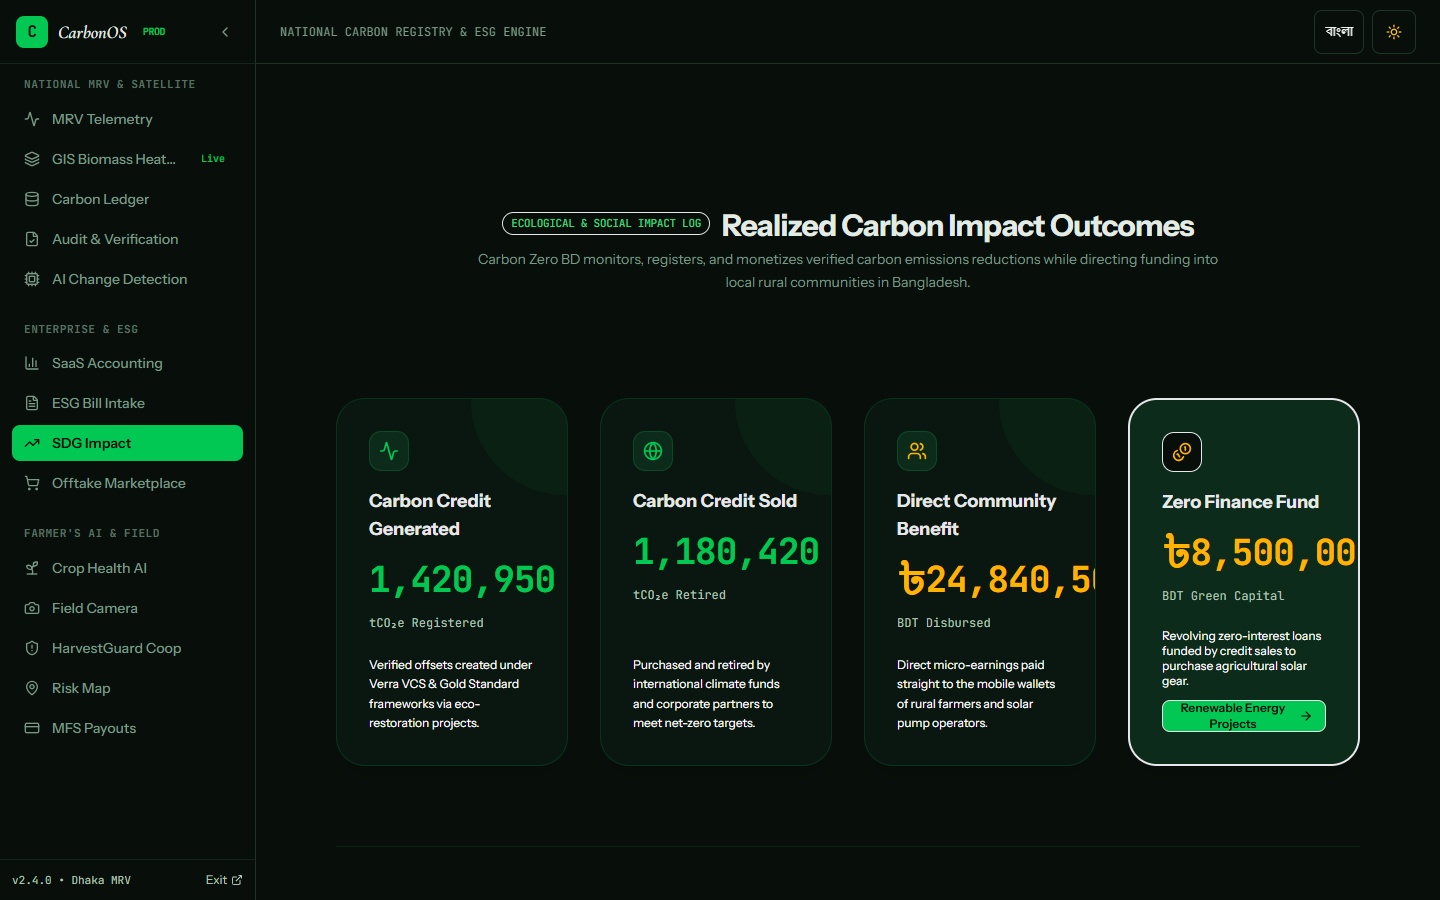 C CarbonOS PROD
NATIONAL CARBON REGISTRY & ESG ENGINE
বাংলা
NATIONAL MRV & SATELLITE
MRV Telemetry
GIS Biomass Heat... Live
Carbon Ledger
Audit & Verification
AI Change Detection
ENTERPRISE & ESG
SaaS Accounting
ESG Bill Intake
SDG Impact
Offtake Marketplace
FARMER'S AI & FIELD
Crop Health AI
Field Camera
HarvestGuard Coop
Risk Map
MFS Payouts
v2.4.0 • Dhaka MRV
Exit
ECOLOGICAL & SOCIAL IMPACT LOG
Realized Carbon Impact Outcomes
Carbon Zero BD monitors, registers, and monetizes verified carbon emissions reductions while directing funding into
local rural communities in Bangladesh.
Carbon Credit
Generated
1,420,950
tCO₂e Registered
Verified offsets created under
Verra VCS & Gold Standard
frameworks via eco-
restoration projects.
Carbon Credit Sold
1,180,420
tCO₂e Retired
Purchased and retired by
international climate funds
and corporate partners to
meet net-zero targets.
Direct Community
Benefit
৳24,840,5
BDT Disbursed
Direct micro-earnings paid
straight to the mobile wallets
of rural farmers and solar
pump operators.
Zero Finance Fund
৳8,500,00
BDT Green Capital
Revolving zero-interest loans
funded by credit sales to
purchase agricultural solar
gear.
Renewable Energy
Projects